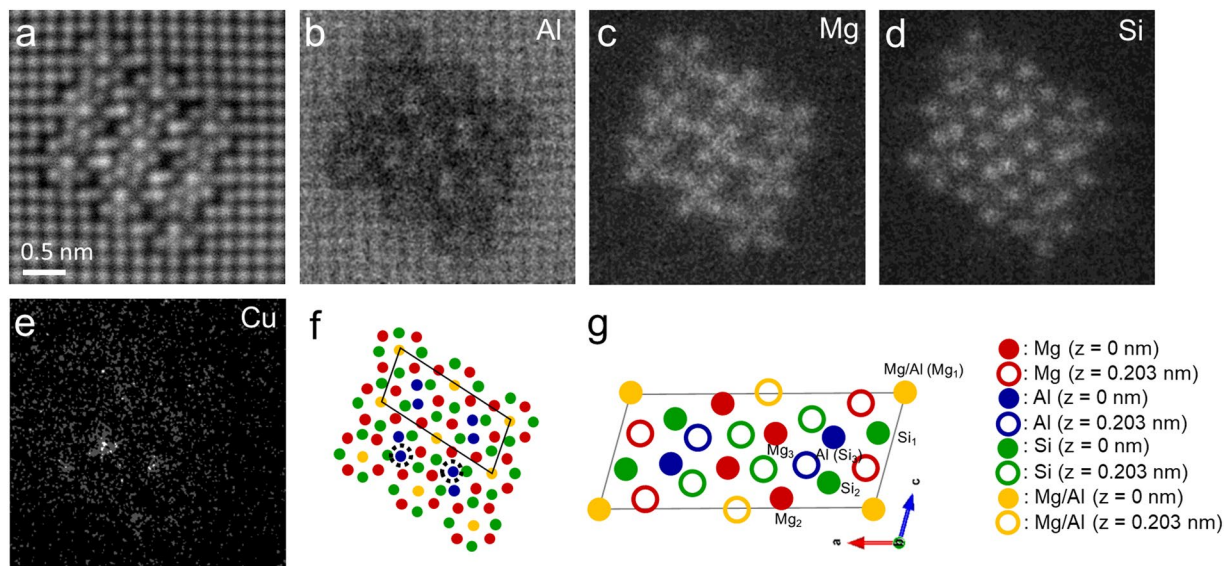 a
b
Al
c
Mg
d
Si
0.5 nm
e
Cu
f
g
Mg/Al (Mg₁)
Mg₃
Al (Si₃)
Si₁
Si₂
Mg₂
a
b
c
: Mg (z = 0 nm)
: Mg (z = 0.203 nm)
: Al (z = 0 nm)
: Al (z = 0.203 nm)
: Si (z = 0 nm)
: Si (z = 0.203 nm)
: Mg/Al (z = 0 nm)
: Mg/Al (z = 0.203 nm)